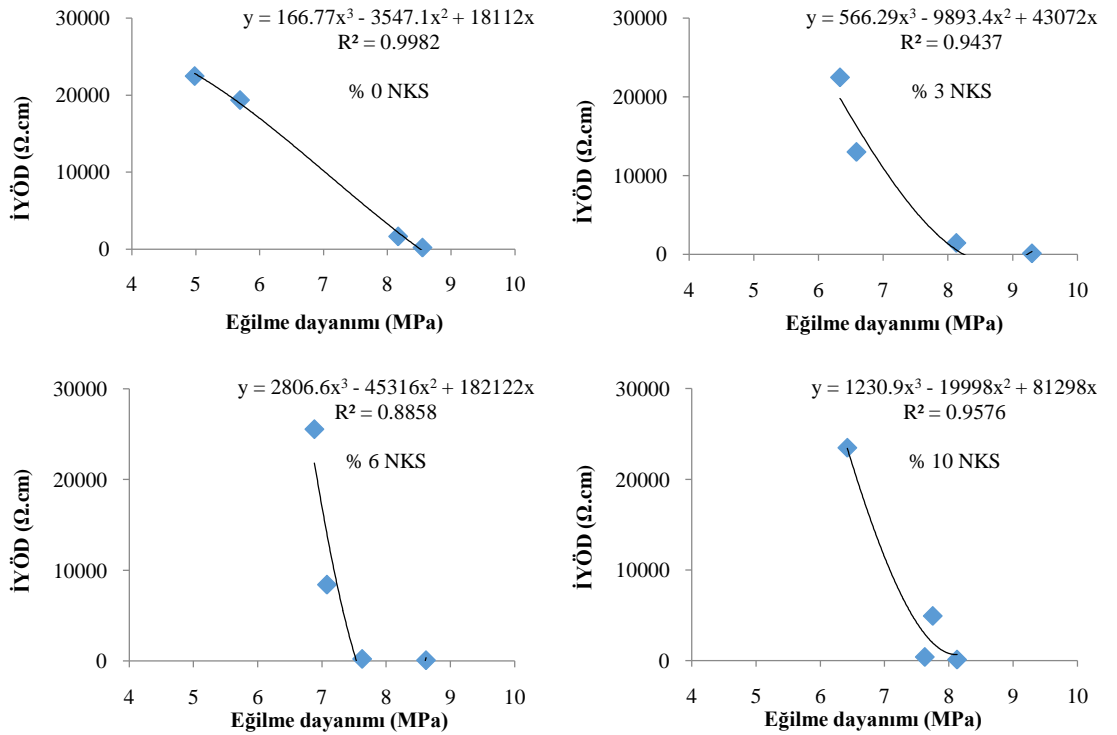 y = 166.77x³ - 3547.1x² + 18112x
R² = 0.9982
% 0 NKS
30000
20000
10000
0
4 5 6 7 8 9 10
İYÖD (Ω.cm)
Eğilme dayanımı (MPa)
y = 566.29x³ - 9893.4x² + 43072x
R² = 0.9437
% 3 NKS
30000
20000
10000
0
4 5 6 7 8 9 10
İYÖD (Ω.cm)
Eğilme dayanımı (MPa)
y = 2806.6x³ - 45316x² + 182122x
R² = 0.8858
% 6 NKS
30000
20000
10000
0
4 5 6 7 8 9 10
İYÖD (Ω.cm)
Eğilme dayanımı (MPa)
y = 1230.9x³ - 19998x² + 81298x
R² = 0.9576
% 10 NKS
30000
20000
10000
0
4 5 6 7 8 9 10
İYÖD (Ω.cm)
Eğilme dayanımı (MPa)